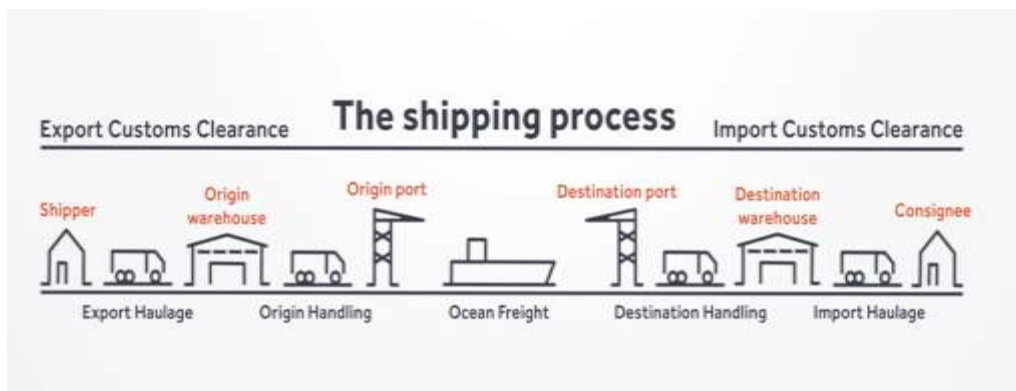 The shipping process
Export Customs Clearance
Import Customs Clearance
Shipper
Origin
warehouse
Origin port
Destination port
Destination
warehouse
Consignee
Export Haulage
Origin Handling
Ocean Freight
Destination Handling
Import Haulage